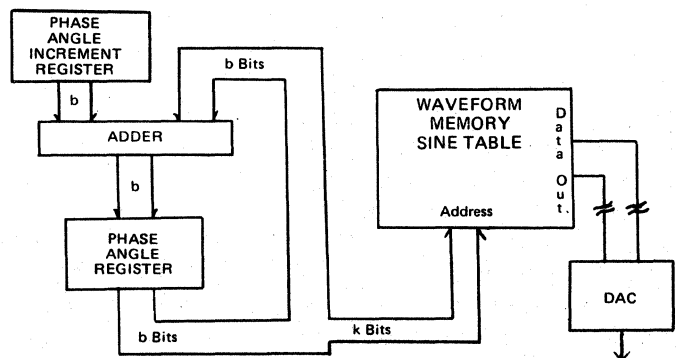 PHASE
ANGLE
INCREMENT
REGISTER
b
b Bits
ADDER
b
PHASE
ANGLE
REGISTER
b Bits
k Bits
WAVEFORM
MEMORY
SINE TABLE
Data Out
Address
DAC